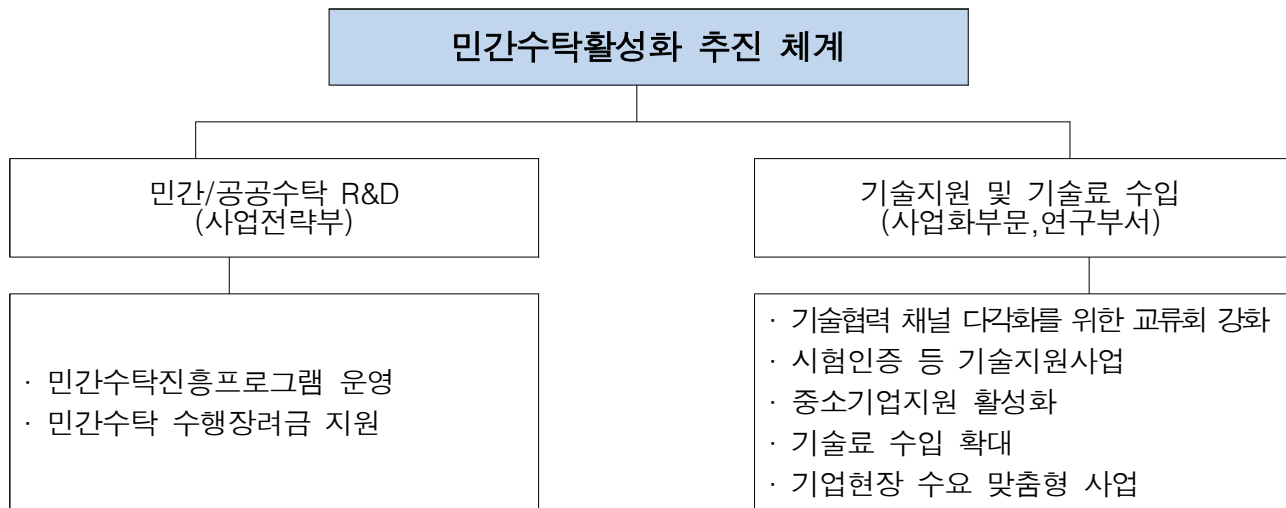 민간수탁활성화 추진 체계
민간/공공수탁 R&D
(사업전략부)
기술지원 및 기술료 수입
(사업화부문,연구부서)
· 민간수탁진흥프로그램 운영
· 민간수탁 수행장려금 지원
· 기술협력 채널 다각화를 위한 교류회 강화
· 시험인증 등 기술지원사업
· 중소기업지원 활성화
· 기술료 수입 확대
· 기업현장 수요 맞춤형 사업